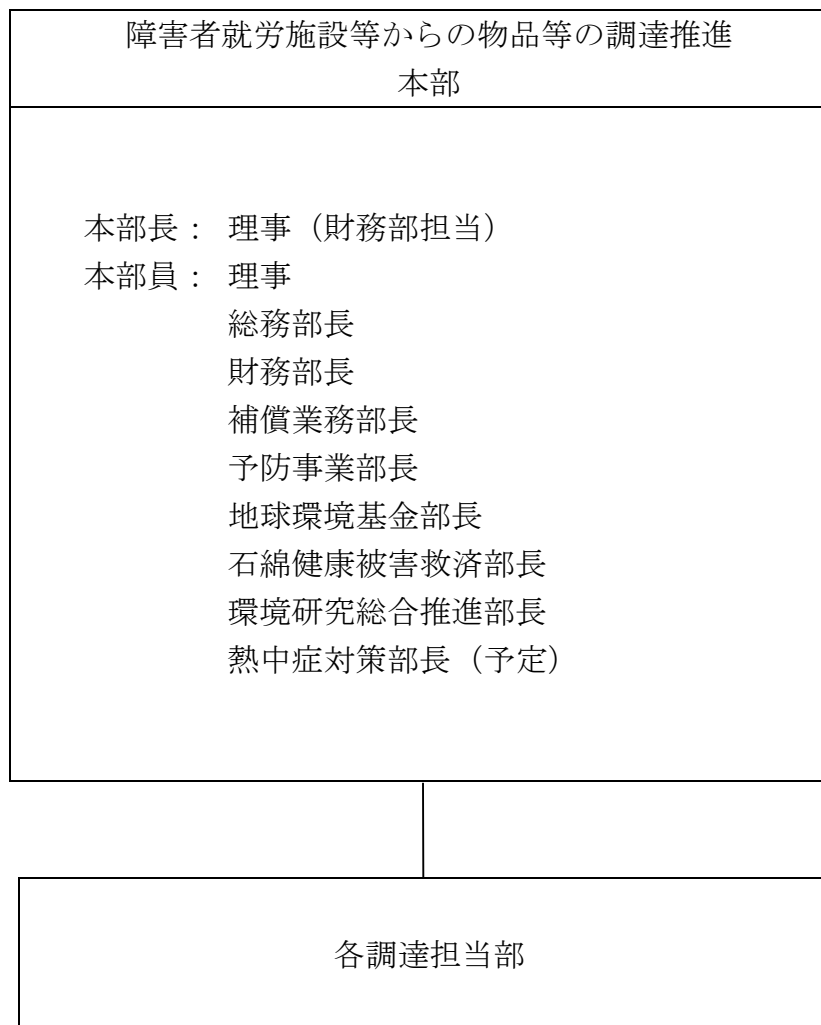 障害者就労施設等からの物品等の調達推進
本部
本部長： 理事（財務部担当）
本部員： 理事
総務部長
財務部長
補償業務部長
予防事業部長
地球環境基金部長
石綿健康被害救済部長
環境研究総合推進部長
熱中症対策部長（予定）
各調達担当部